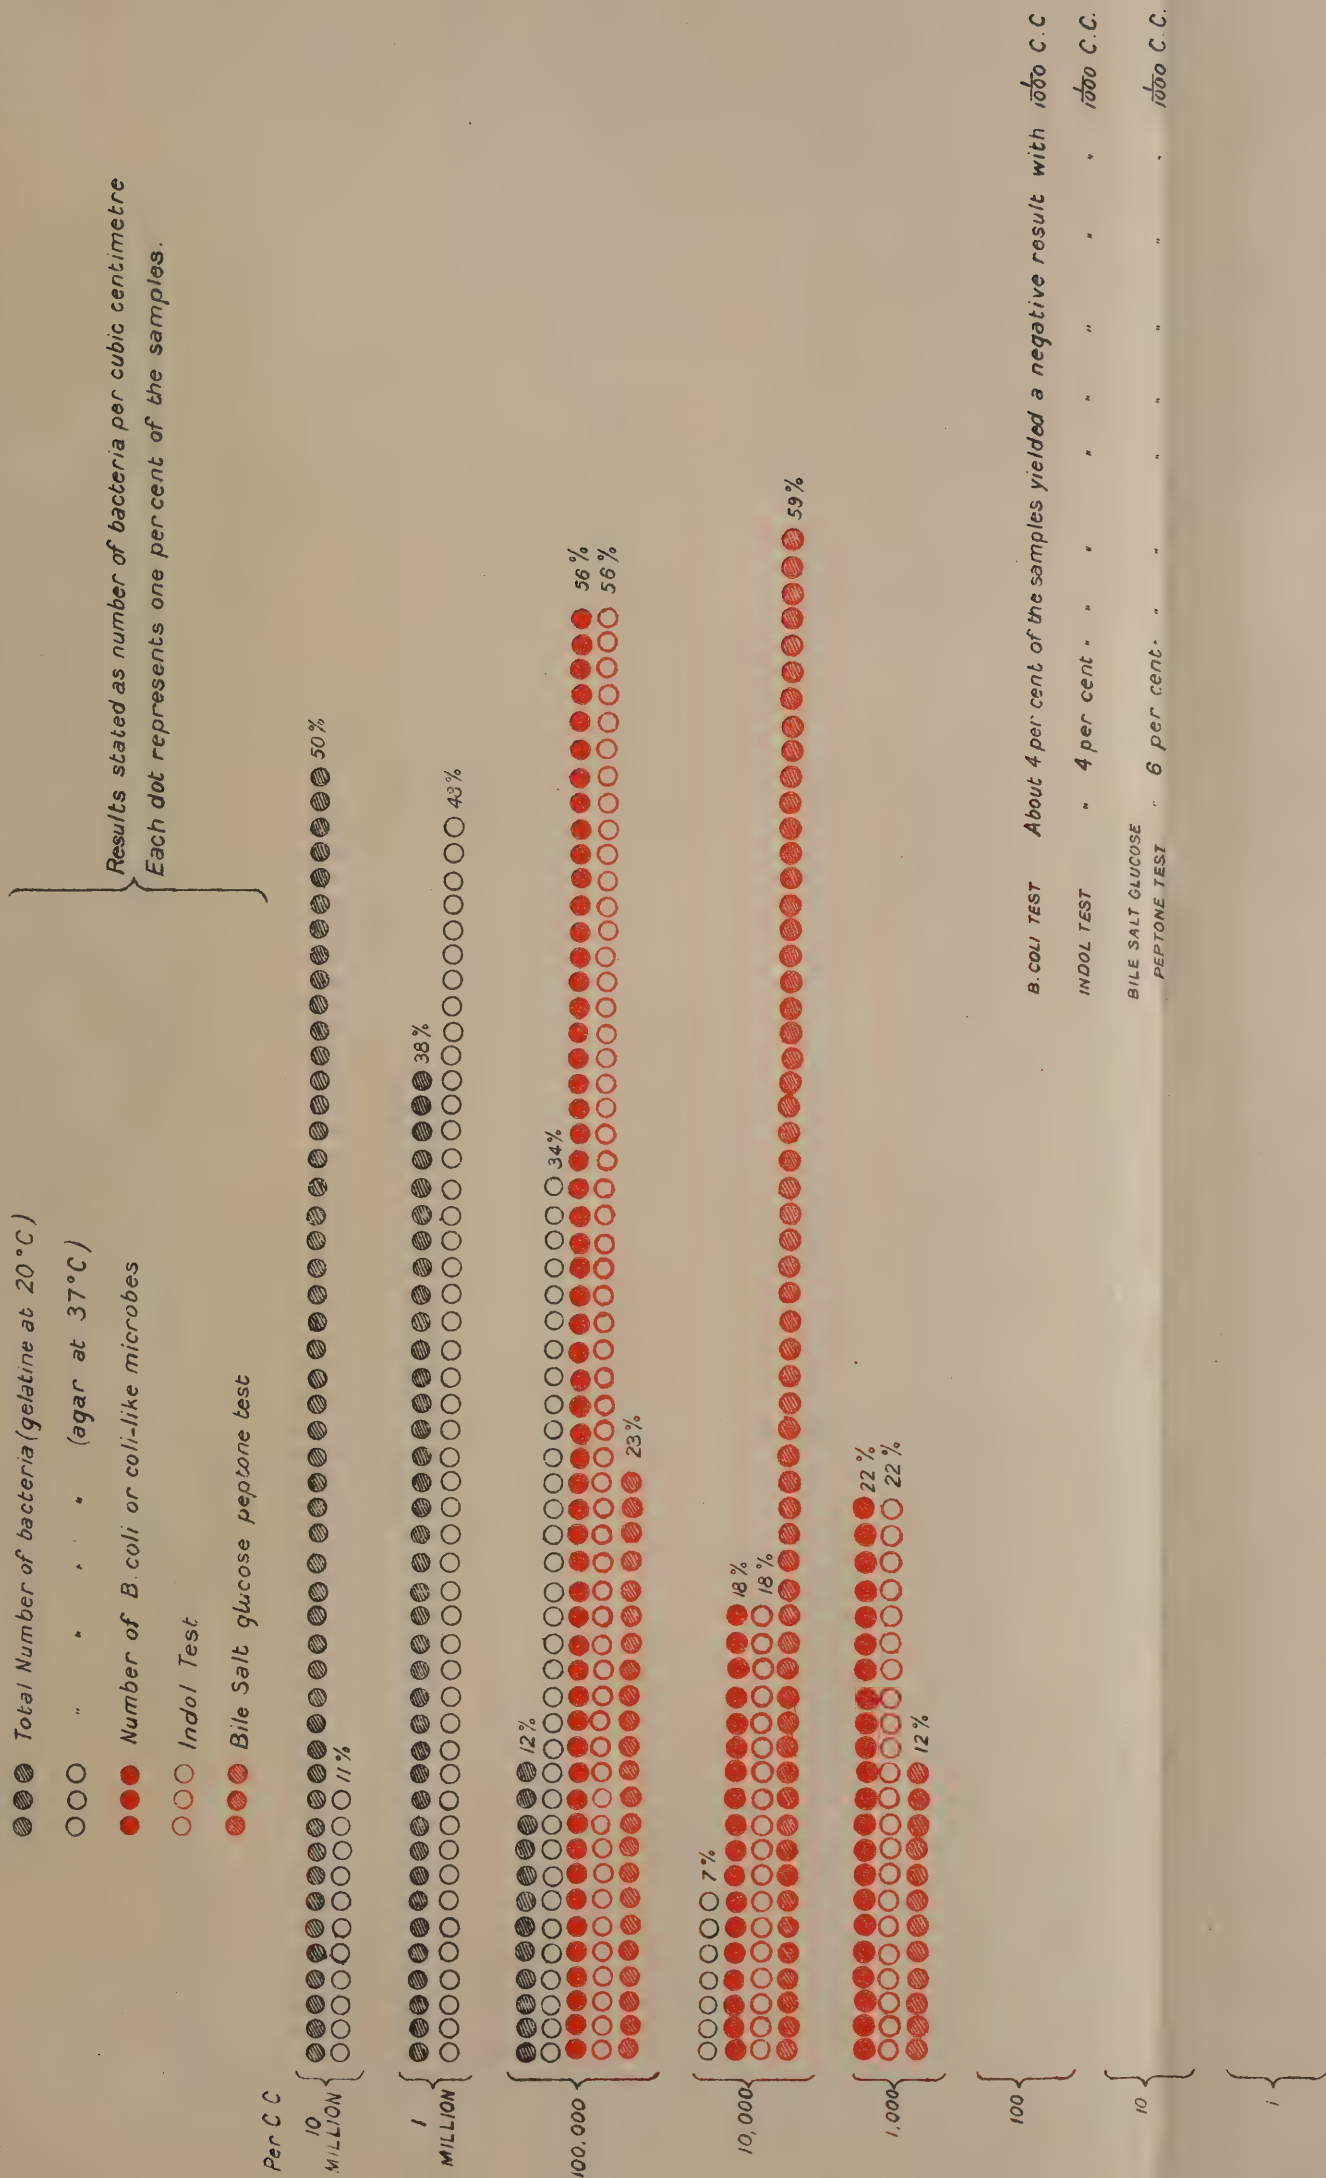 Total Number of bacteria (gelatine at 20°C)
" " " " (agar at 37°C)
Number of B. coli or coli-like microbes
Indol Test
Bile Salt glucose peptone test
Results stated as number of bacteria per cubic centimetre
Each dot represents one per cent of the samples.
Per C C
10
MILLION
50%
11%
1
MILLION
38%
43%
100,000
12%
34%
56%
56%
23%
10,000
7%
18%
18%
59%
1,000
22%
22%
12%
100
10
1
B. COLI TEST About 4 per cent of the samples yielded a negative result with 1/1000 C.C
INDOL TEST " 4 per cent " " " " " " " " 1/1000 C.C.
BILE SALT GLUCOSE
PEPTONE TEST " 6 per cent " " " " " " " " 1/1000 C.C.